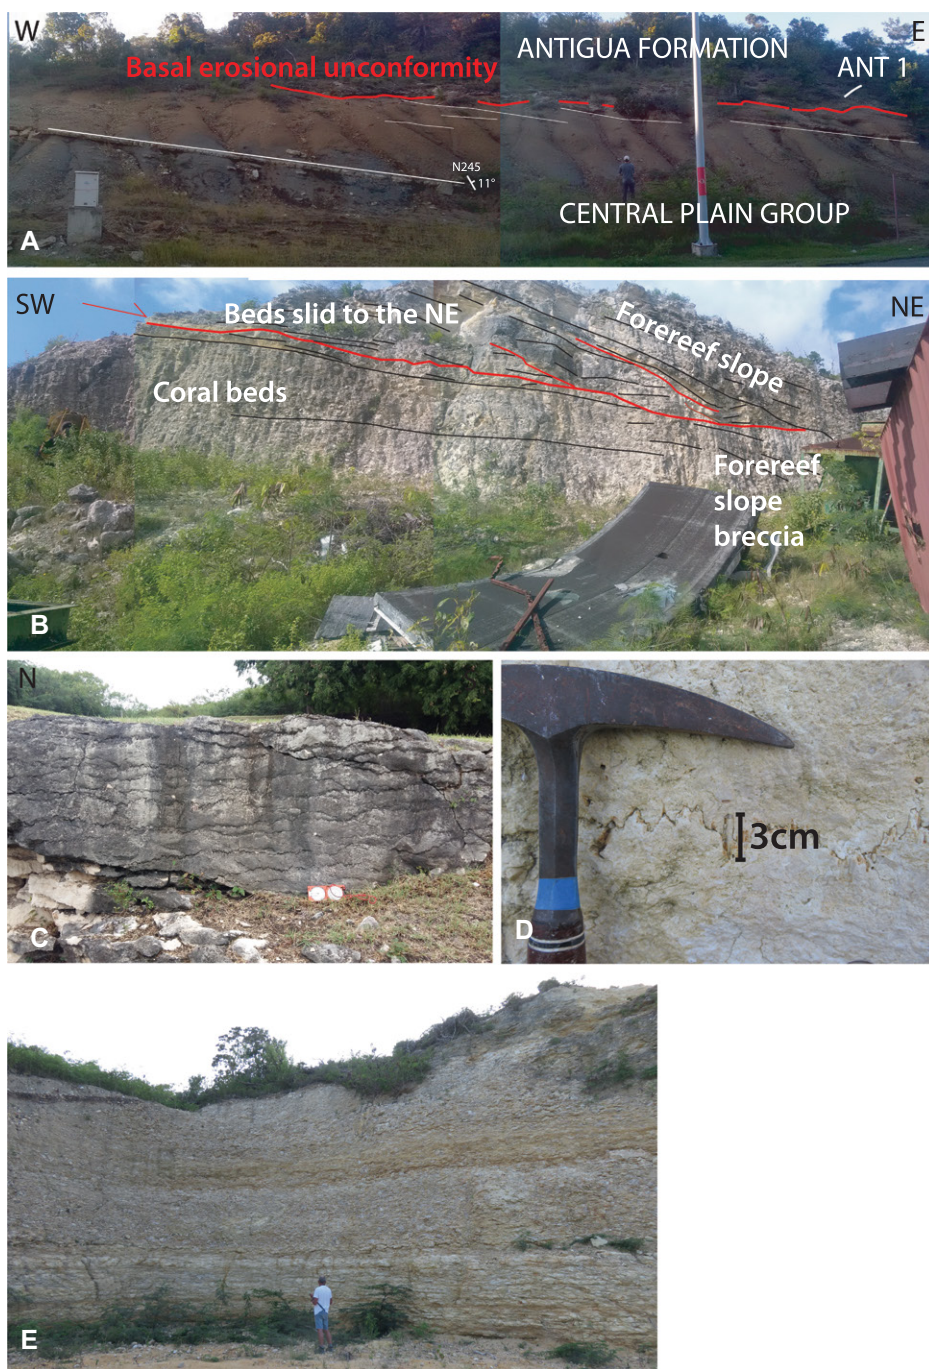 W
E
ANTIGUA FORMATION
Basal erosional unconformity
ANT 1
N245
11°
CENTRAL PLAIN GROUP
A
SW
NE
Beds slid to the NE
Forereef slope
Coral beds
Forereef
slope
breccia
B
N
C
3cm
D
E